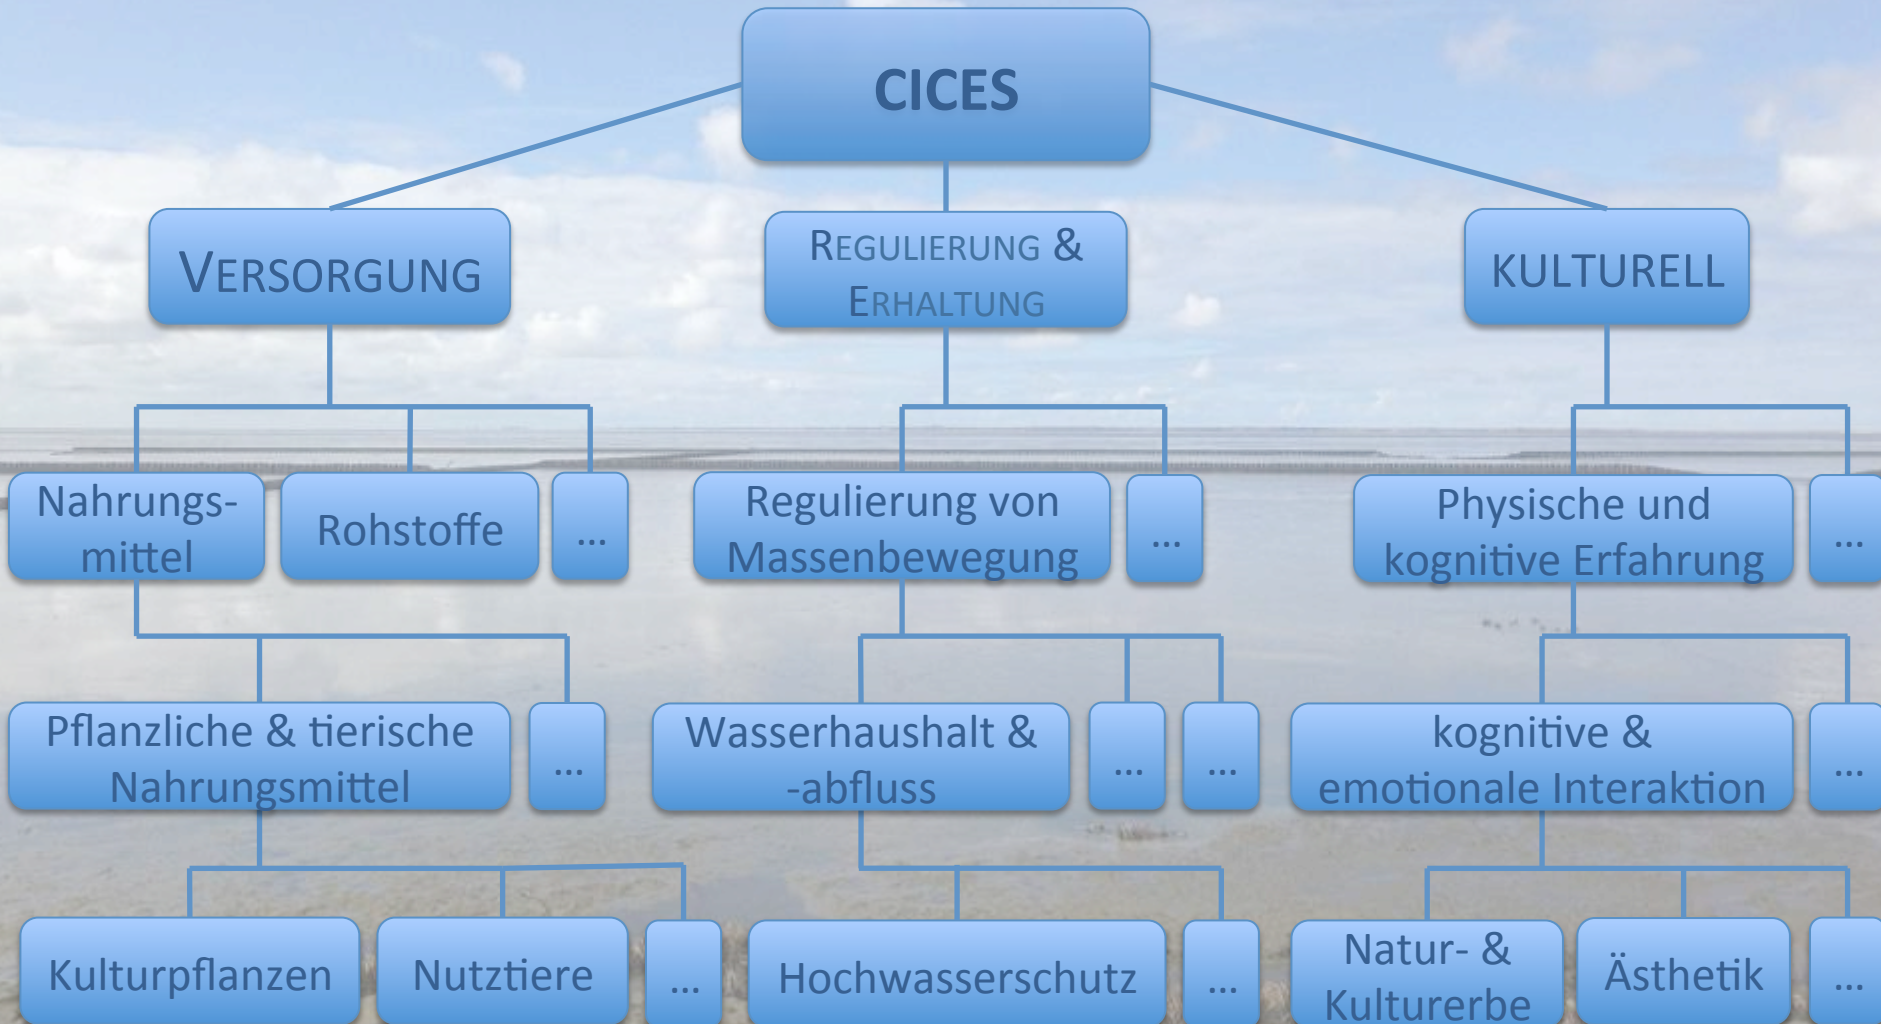 CICES
VERSORGUNG
REGULIERUNG &
ERHALTUNG
KULTURELL
Nahrungs-
mittel
Rohstoffe
...
Regulierung von
Massenbewegung
...
Physische und
kognitive Erfahrung
...
Pflanzliche & tierische
Nahrungsmittel
...
Wasserhaushalt &
-abfluss
...
...
kognitive &
emotionale Interaktion
...
Kulturpflanzen
Nutztiere
...
Hochwasserschutz
...
Natur- &
Kulturerbe
Ästhetik
...